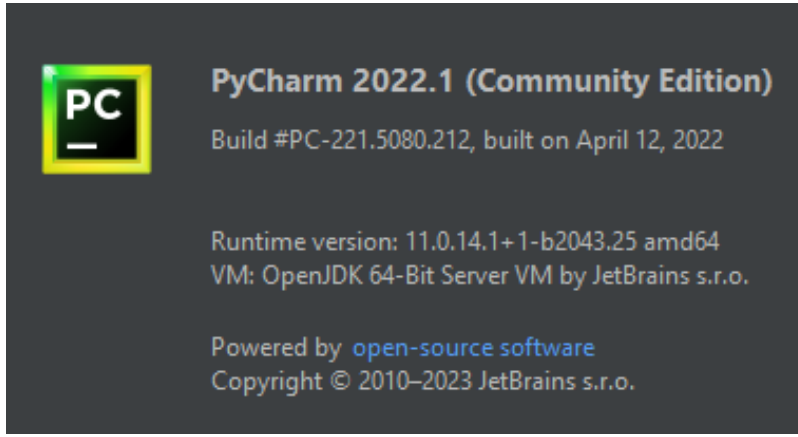 PC
PyCharm 2022.1 (Community Edition)
Build #PC-221.5080.212, built on April 12, 2022
Runtime version: 11.0.14.1+1-b2043.25 amd64
VM: OpenJDK 64-Bit Server VM by JetBrains s.r.o.
Powered by open-source software
Copyright © 2010–2023 JetBrains s.r.o.